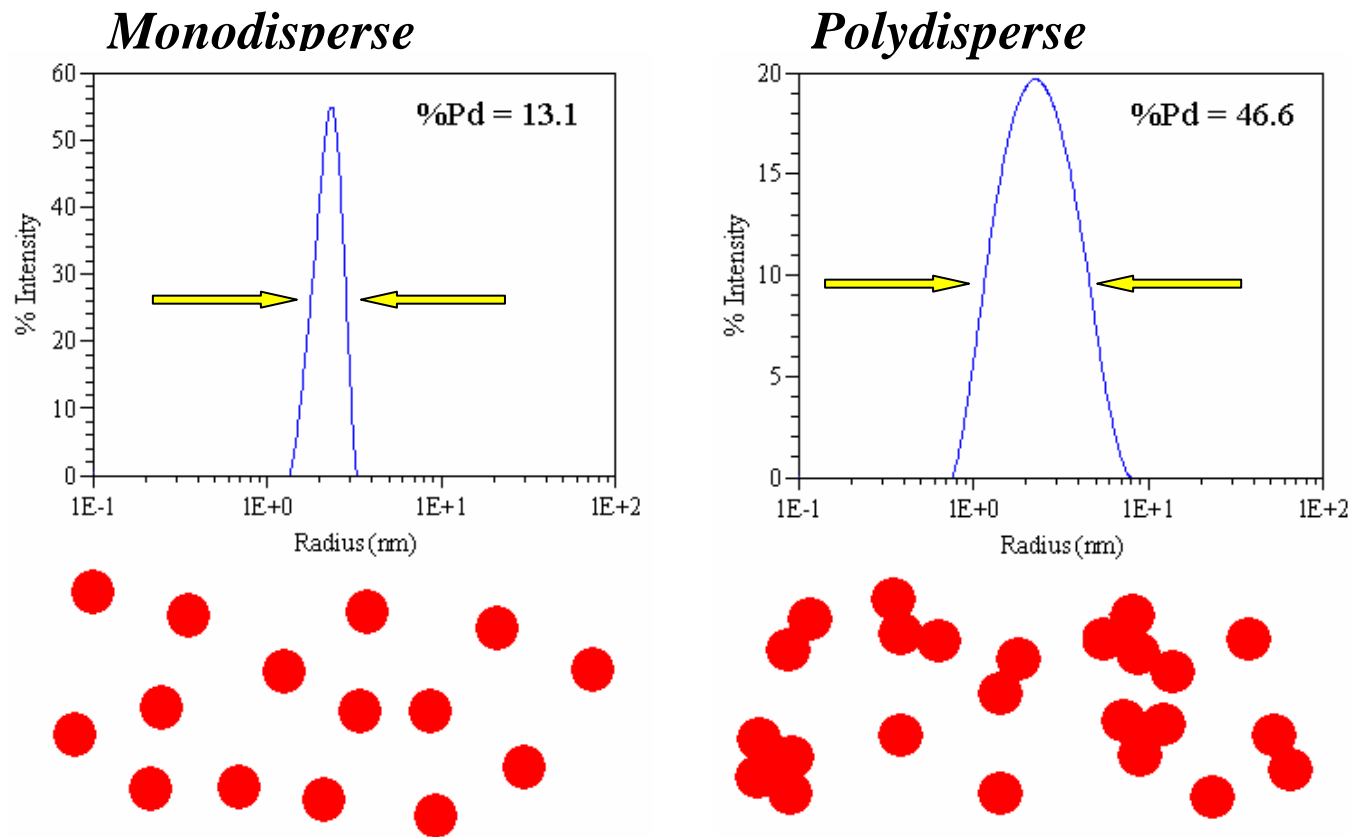 Monodisperse
60
50
40
30
20
10
0
% Intensity
%Pd = 13.1
1E-1 1E+0 1E+1 1E+2
Radius (nm)
Polydisperse
20
15
10
5
0
% Intensity
%Pd = 46.6
1E-1 1E+0 1E+1 1E+2
Radius (nm)